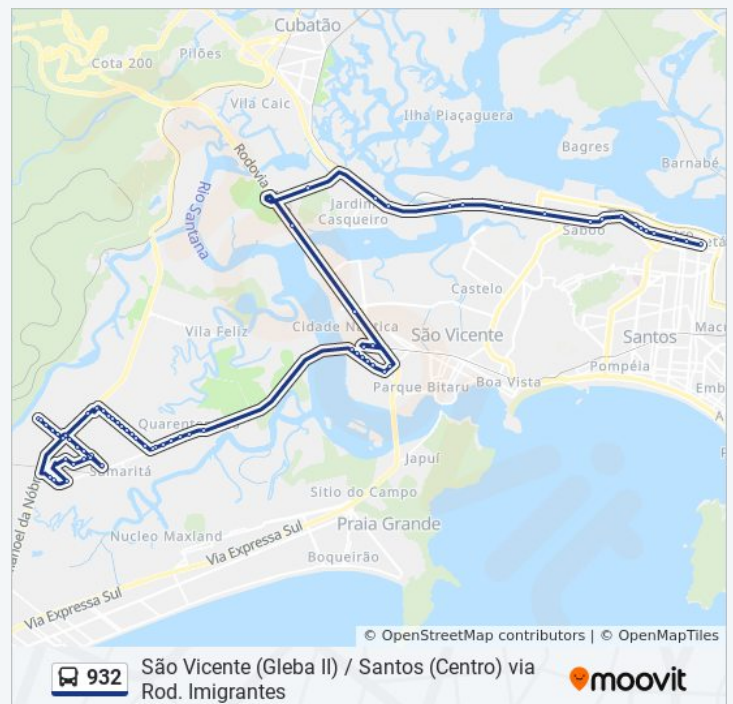 Cubatão
Pilões
Cota 200
Vila Caic
Ilha Piaçaguera
Bagres
Barnabé
Rodovia
Rio Santana
Jardim
Casqueiro
Saboó
Castelo
Cidade Náutica
Vila Feliz
São Vicente
Santos
Pompéia
Parque Bitaru
Boa Vista
Samaritá
Japuí
Sitio do Campo
Praia Grande
Nucleo Maxland
Via Expressa Sul
Boqueirão
Via Expressa Sul
© OpenStreetMap contributors | © OpenMapTiles
932
São Vicente (Gleba II) / Santos (Centro) via
Rod. Imigrantes
moovit